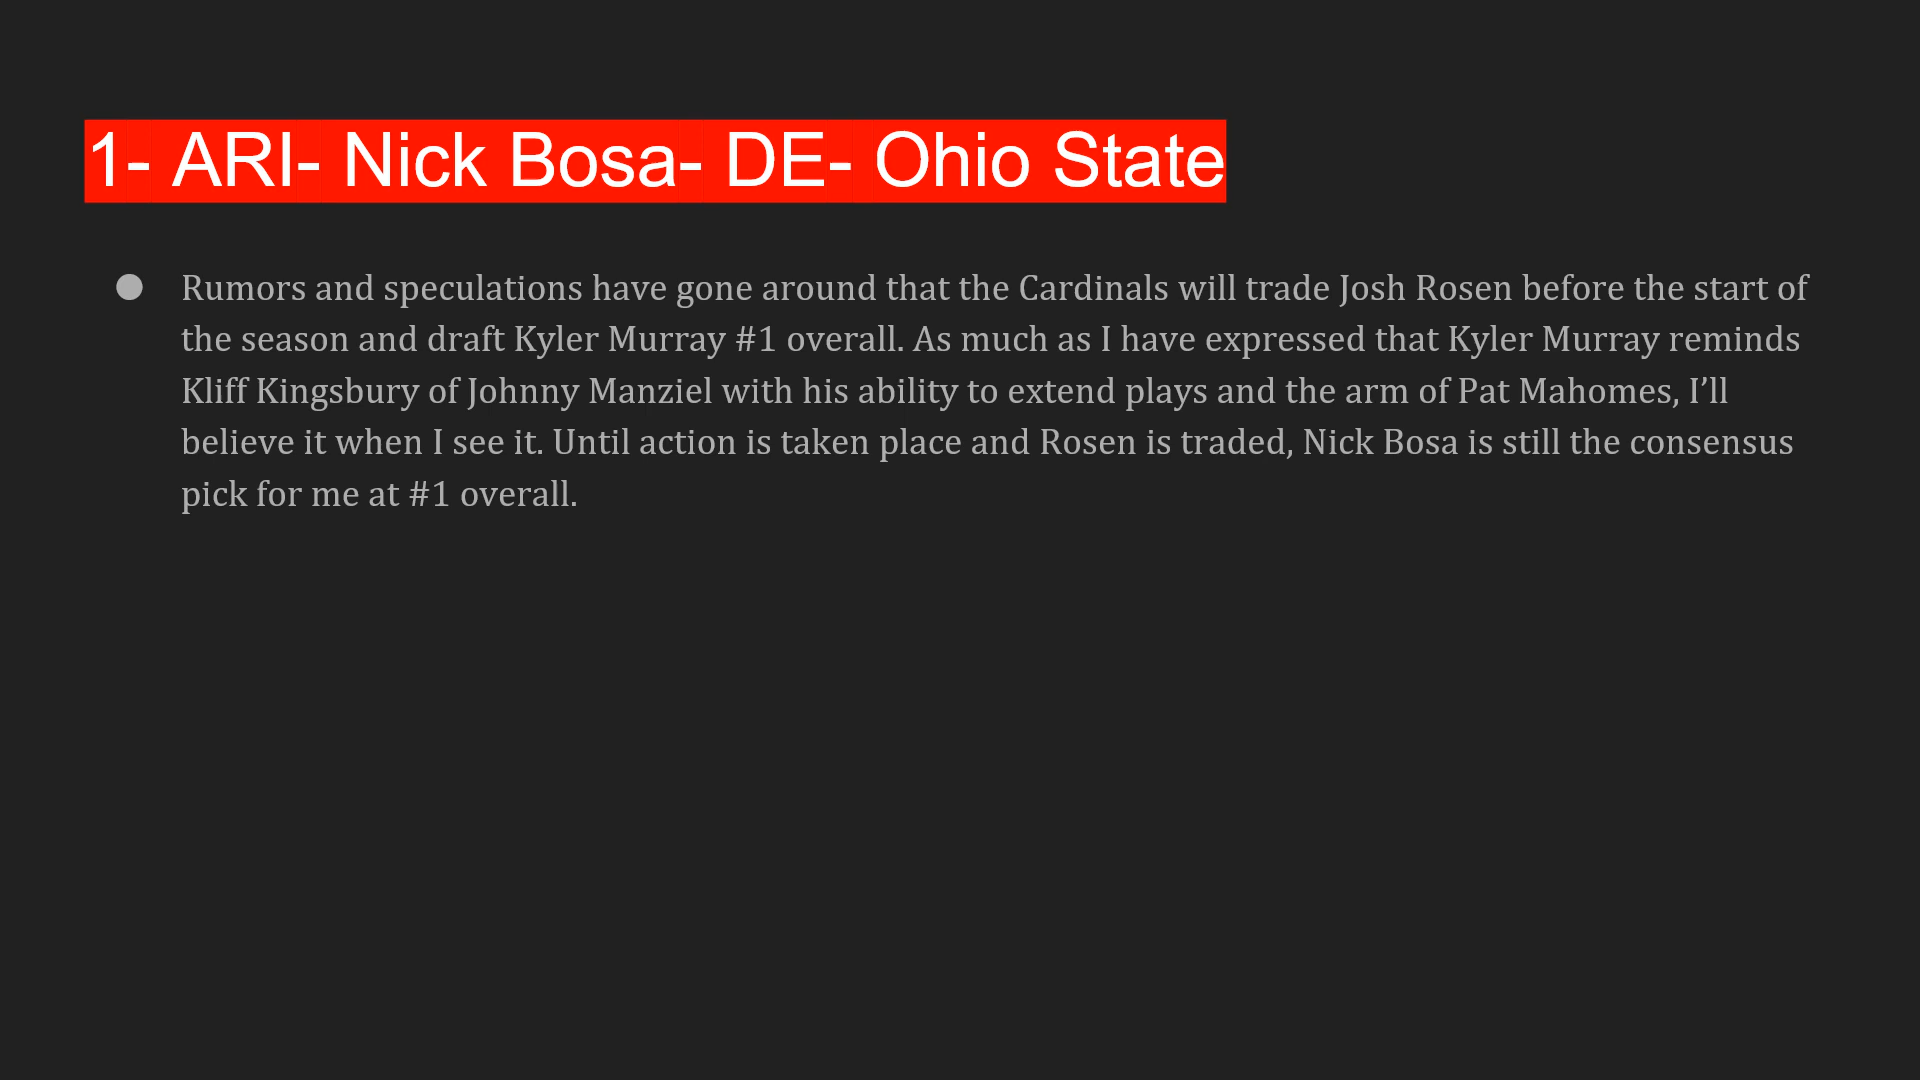 1- ARI- Nick Bosa- DE- Ohio State
● Rumors and speculations have gone around that the Cardinals will trade Josh Rosen before the start of
the season and draft Kyler Murray #1 overall. As much as I have expressed that Kyler Murray reminds
Kliff Kingsbury of Johnny Manziel with his ability to extend plays and the arm of Pat Mahomes, I’ll
believe it when I see it. Until action is taken place and Rosen is traded, Nick Bosa is still the consensus
pick for me at #1 overall.